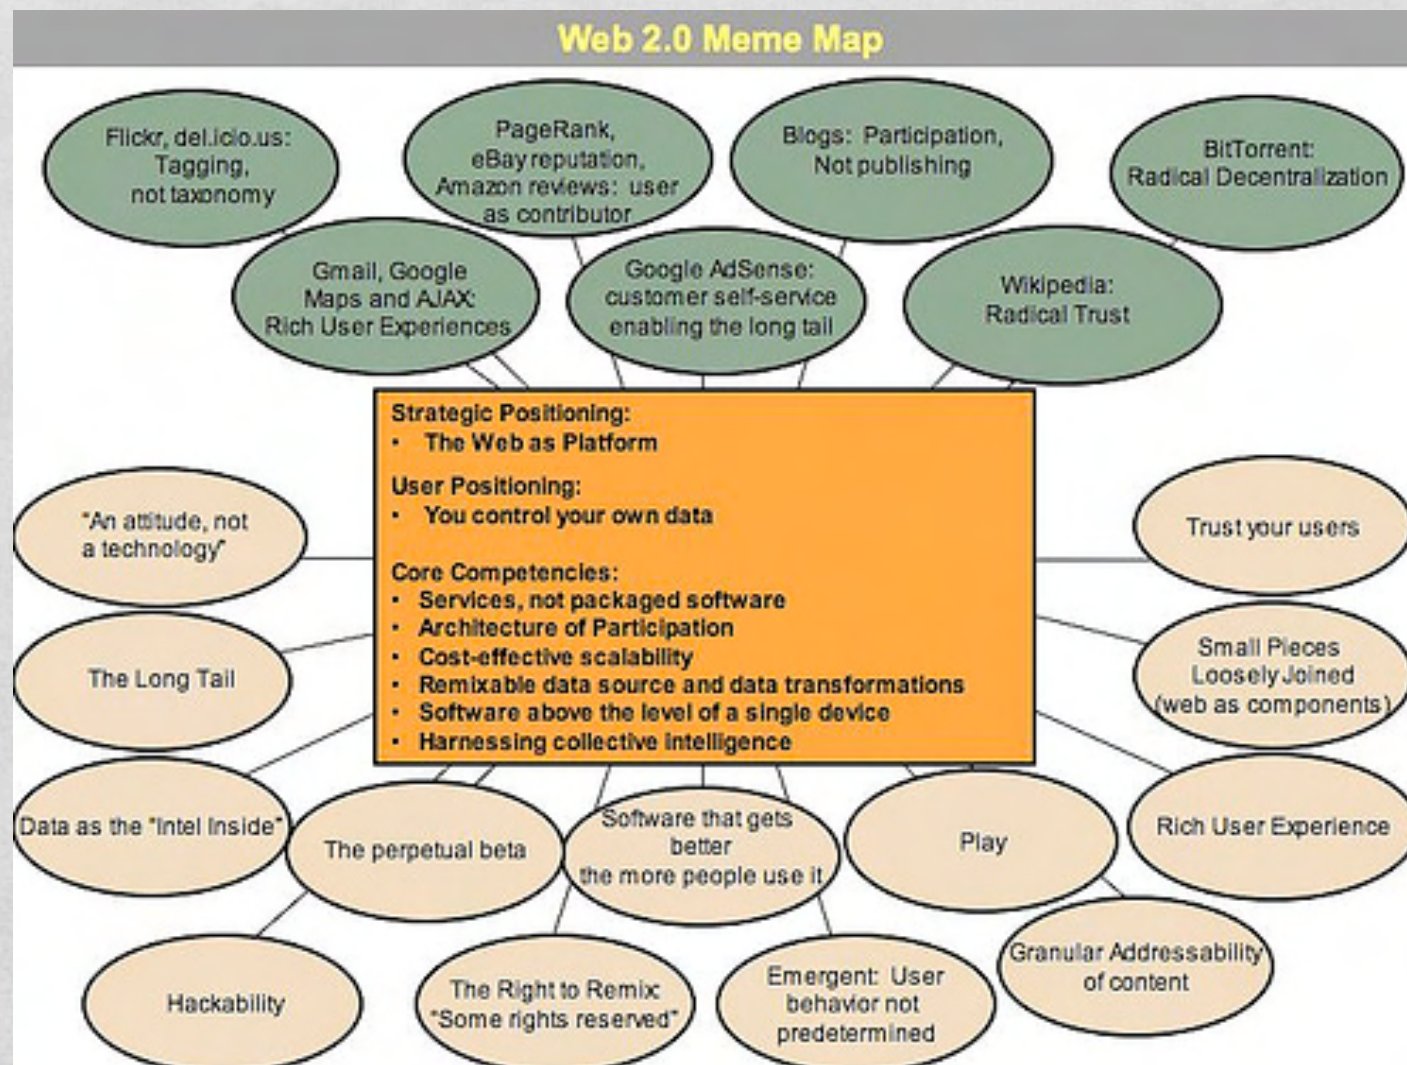 Web 2.0 Meme Map
Flickr, del.icio.us:
Tagging,
not taxonomy
PageRank,
eBay reputation,
Amazon reviews: user
as contributor
Blogs: Participation,
Not publishing
BitTorrent:
Radical Decentralization
Gmail, Google
Maps and AJAX:
Rich User Experiences
Google AdSense:
customer self-service
enabling the long tail
Wikipedia:
Radical Trust
Strategic Positioning:
• The Web as Platform
User Positioning:
• You control your own data
Core Competencies:
• Services, not packaged software
• Architecture of Participation
• Cost-effective scalability
• Remixable data source and data transformations
• Software above the level of a single device
• Harnessing collective intelligence
"An attitude, not
a technology"
Trust your users
The Long Tail
Small Pieces
Loosely Joined
(web as components)
Data as the "Intel Inside"
The perpetual beta
Software that gets
better
the more people use it
Play
Rich User Experience
Hackability
The Right to Remix:
"Some rights reserved"
Emergent: User
behavior not
predetermined
Granular Addressability
of content